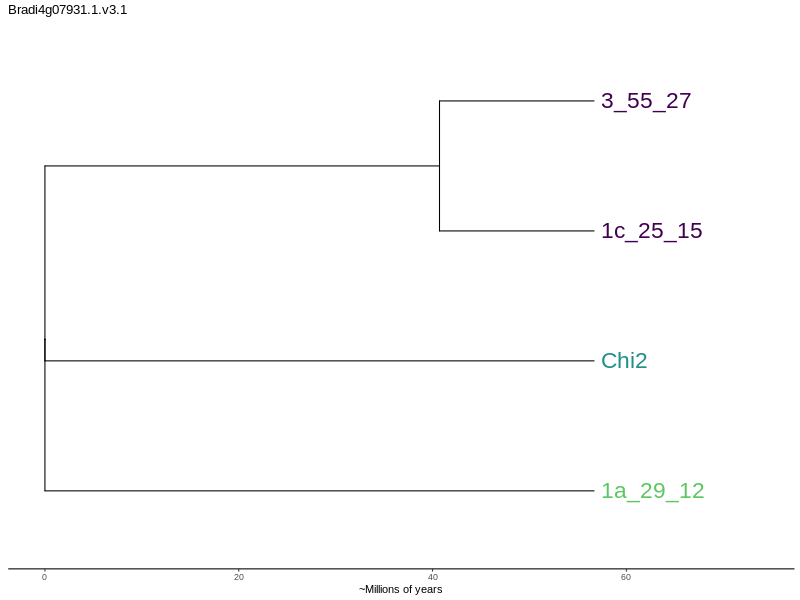 Bradi4g07931.1.v3.1
3_55_27
1c_25_15
Chi2
1a_29_12
0 20 40 60
~Millions of years